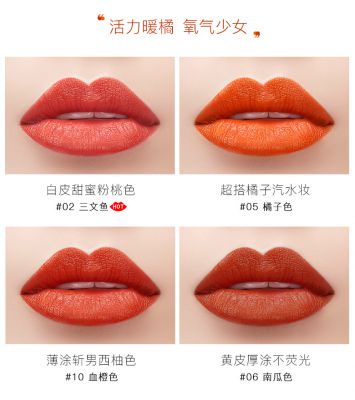 活力暖橘 氧气少女
白皮甜蜜粉桃色
#02 三文鱼 HOT
超搭橘子汽水妆
#05 橘子色
薄涂斩男西柚色
#10 血橙色
黄皮厚涂不荧光
#06 南瓜色